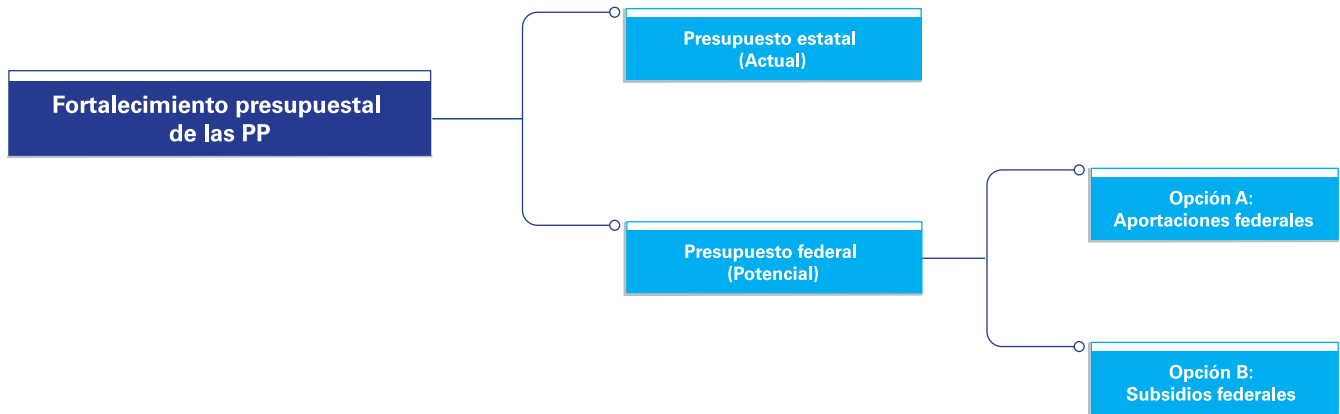 Fortalecimiento presupuestal
de las PP
Presupuesto estatal
(Actual)
Presupuesto federal
(Potencial)
Opción A:
Aportaciones federales
Opción B:
Subsidios federales